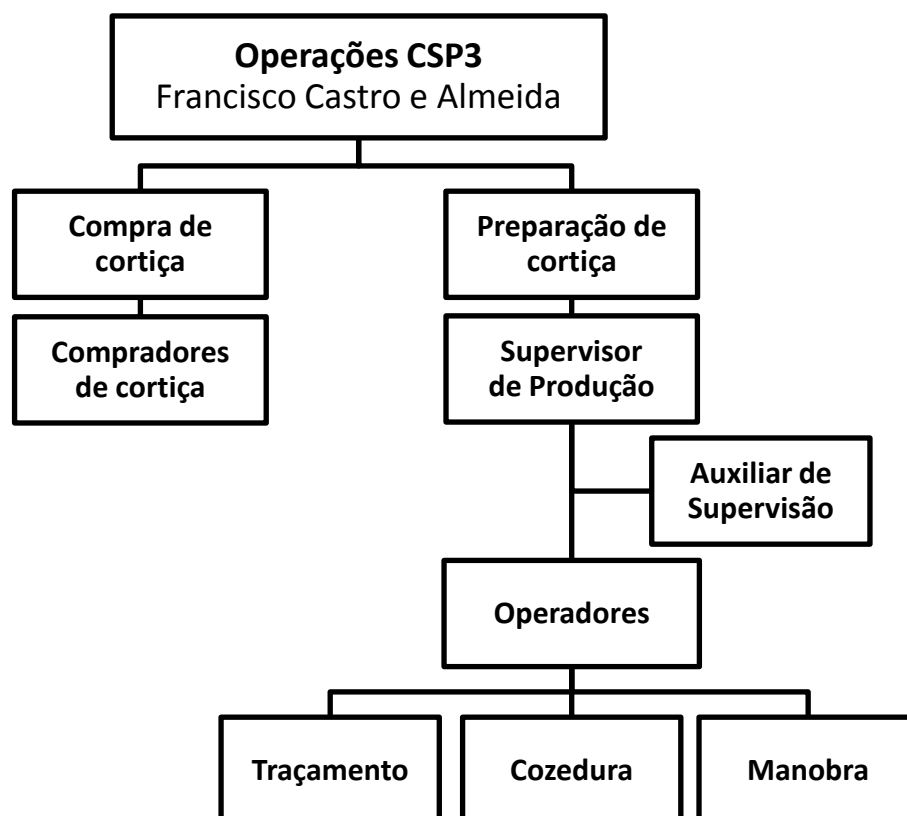 Operações CSP3
Francisco Castro e Almeida
Compra de
cortiça
Preparação de
cortiça
Compradores
de cortiça
Supervisor
de Produção
Auxiliar de
Supervisão
Operadores
Traçamento
Cozedura
Manobra